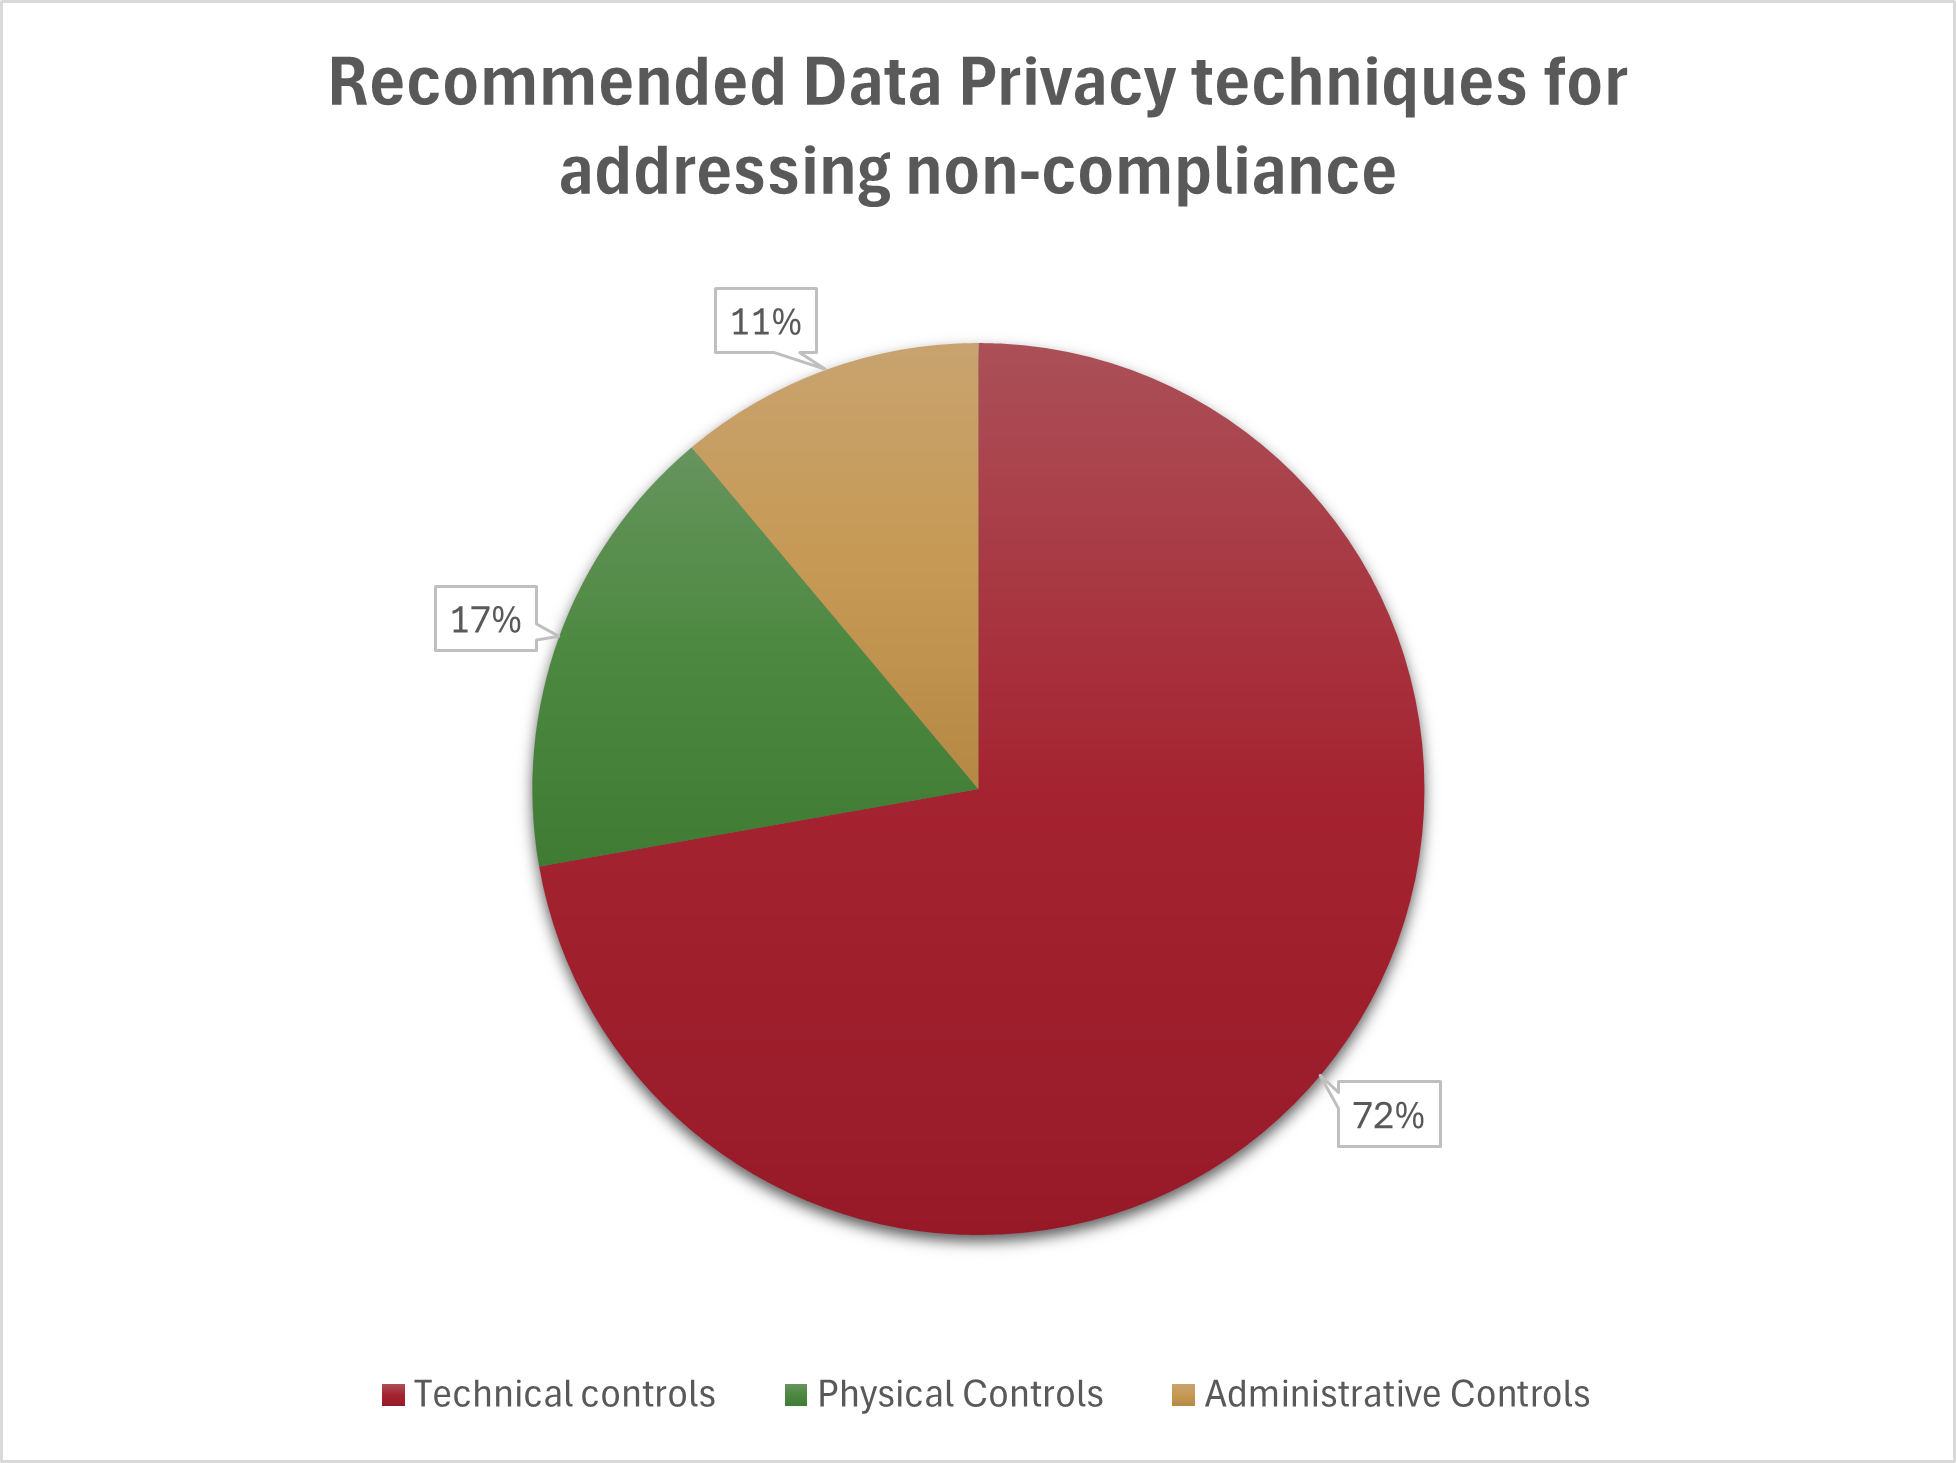 Recommended Data Privacy techniques for
addressing non-compliance
11%
17%
72%
Technical controls
Physical Controls
Administrative Controls